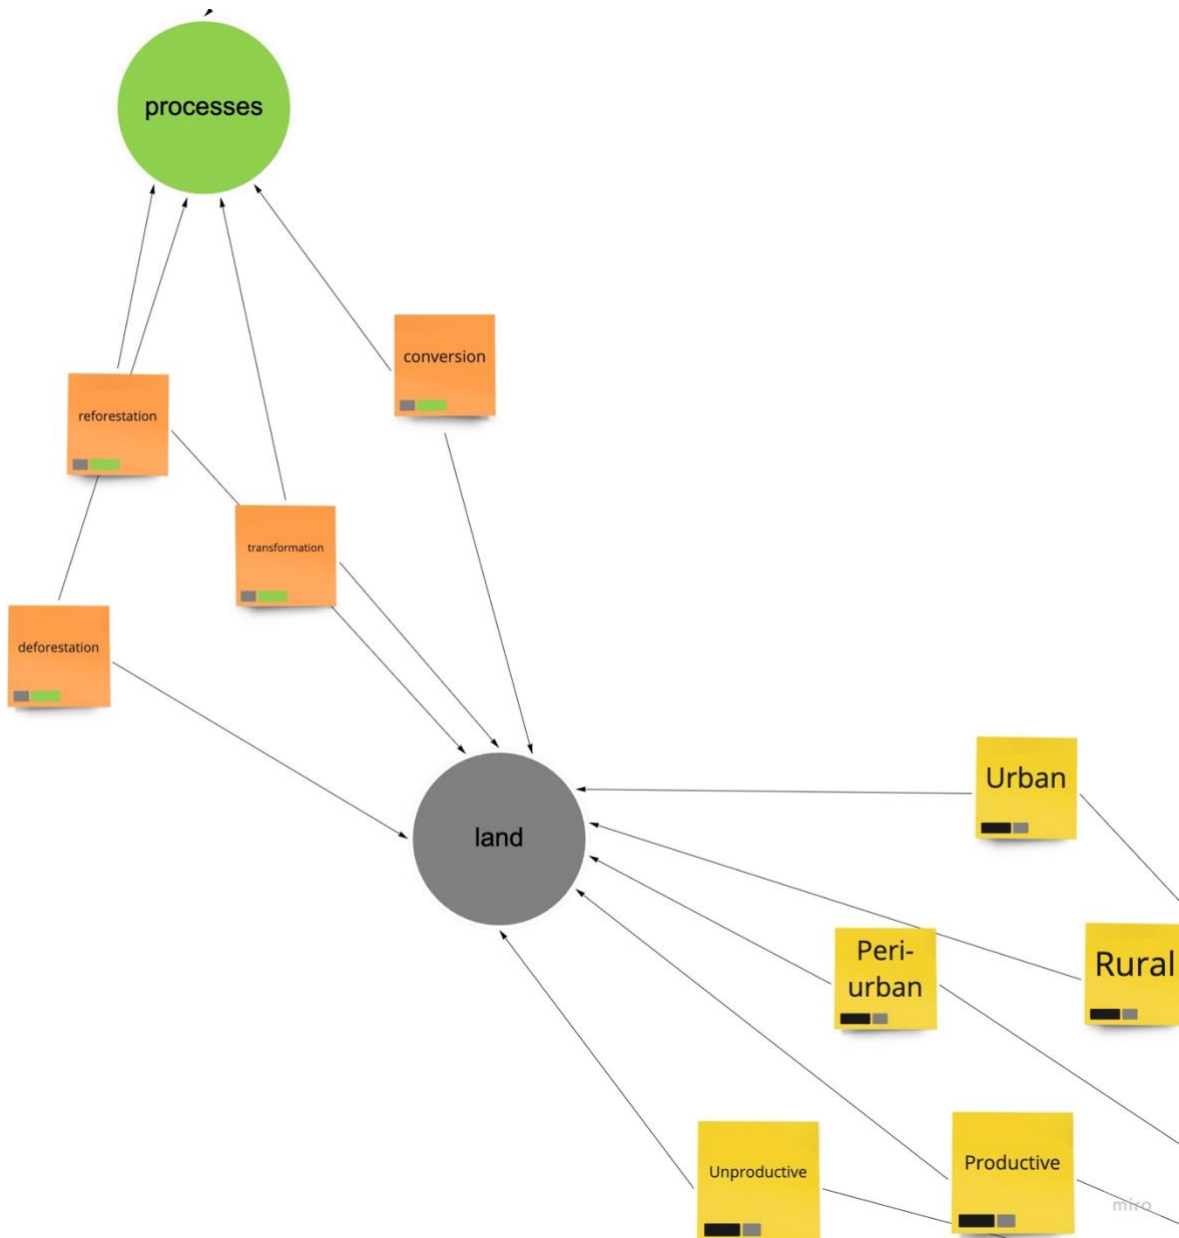 processes
conversion
reforestation
transformation
deforestation
land
Urban
Peri-
urban
Rural
Unproductive
Productive
miro